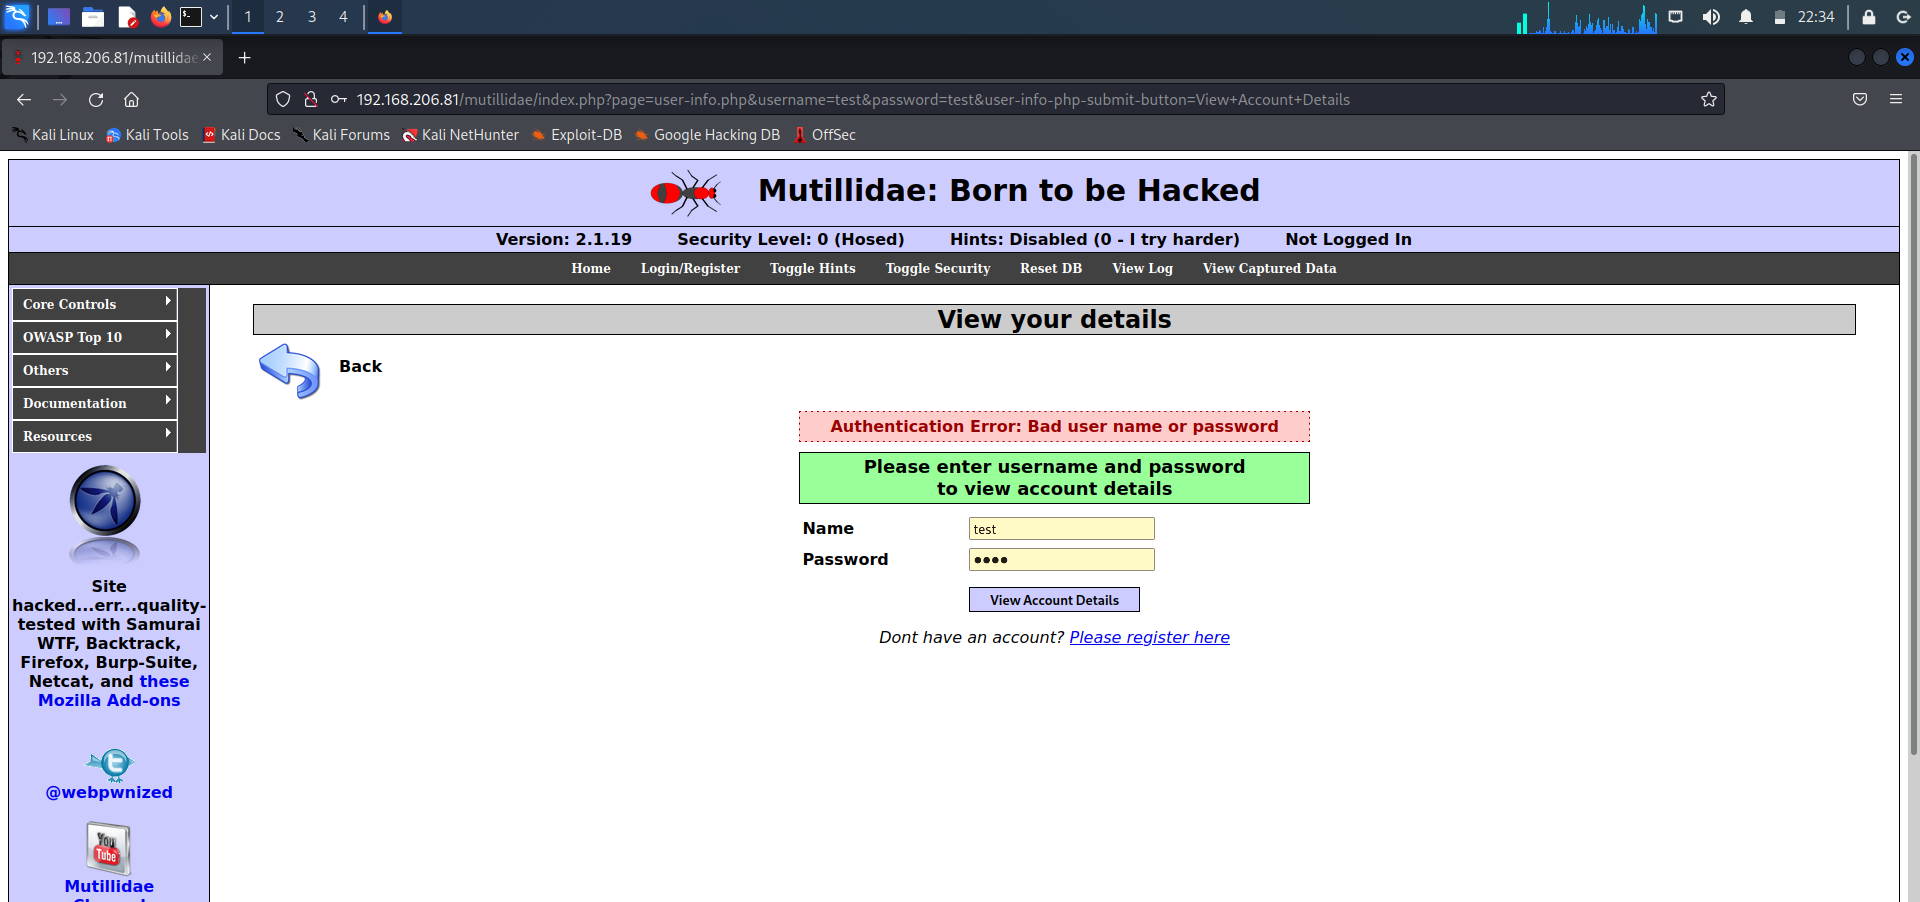 1 2 3 4 22:34
192.168.206.81/mutillidae
192.168.206.81/mutillidae/index.php?page=user-info.php&username=test&password=test&user-info-php-submit-button=View+Account+Details
Kali Linux Kali Tools Kali Docs Kali Forums Kali NetHunter Exploit-DB Google Hacking DB OffSec
Mutillidae: Born to be Hacked
Version: 2.1.19 Security Level: 0 (Hosed) Hints: Disabled (0 - I try harder) Not Logged In
Home Login/Register Toggle Hints Toggle Security Reset DB View Log View Captured Data
Core Controls
OWASP Top 10
Others
Documentation
Resources
Site
hacked...err...quality-
tested with Samurai
WTF, Backtrack,
Firefox, Burp-Suite,
Netcat, and these
Mozilla Add-ons
@webpwnized
You
Tube
Mutillidae
View your details
Back
Authentication Error: Bad user name or password
Please enter username and password
to view account details
Name test
Password ••••
View Account Details
Dont have an account? Please register here